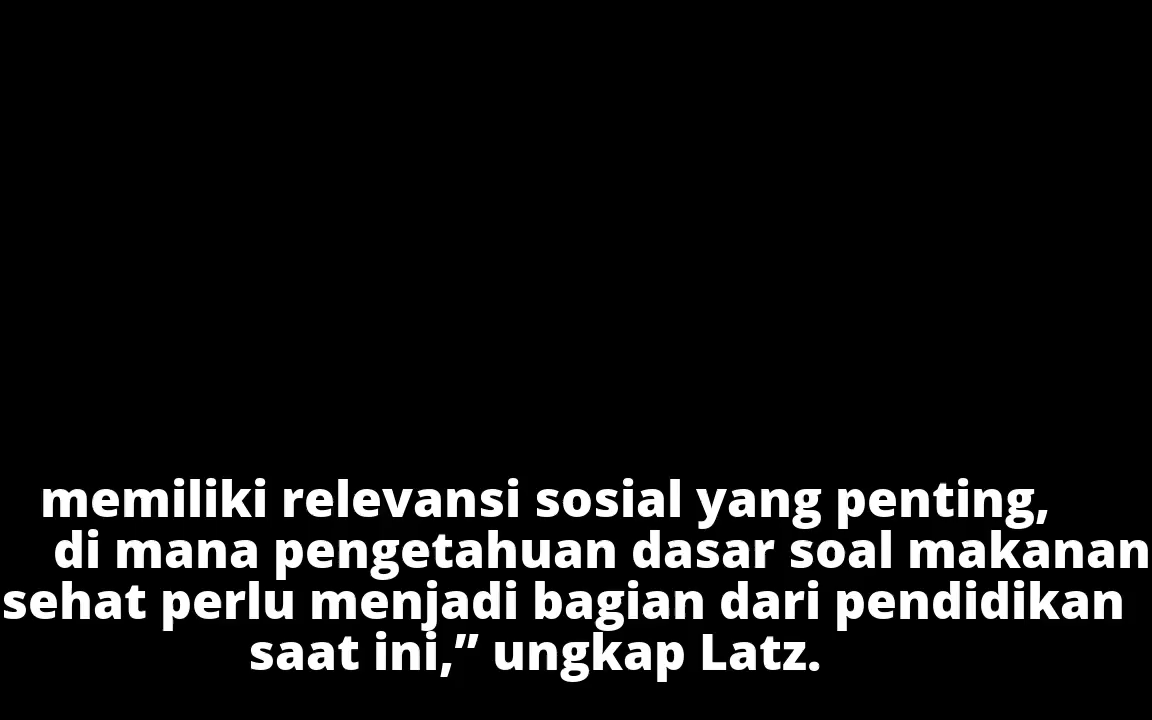 memiliki relevansi sosial yang penting,
di mana pengetahuan dasar soal makanan
sehat perlu menjadi bagian dari pendidikan
saat ini,” ungkap Latz.